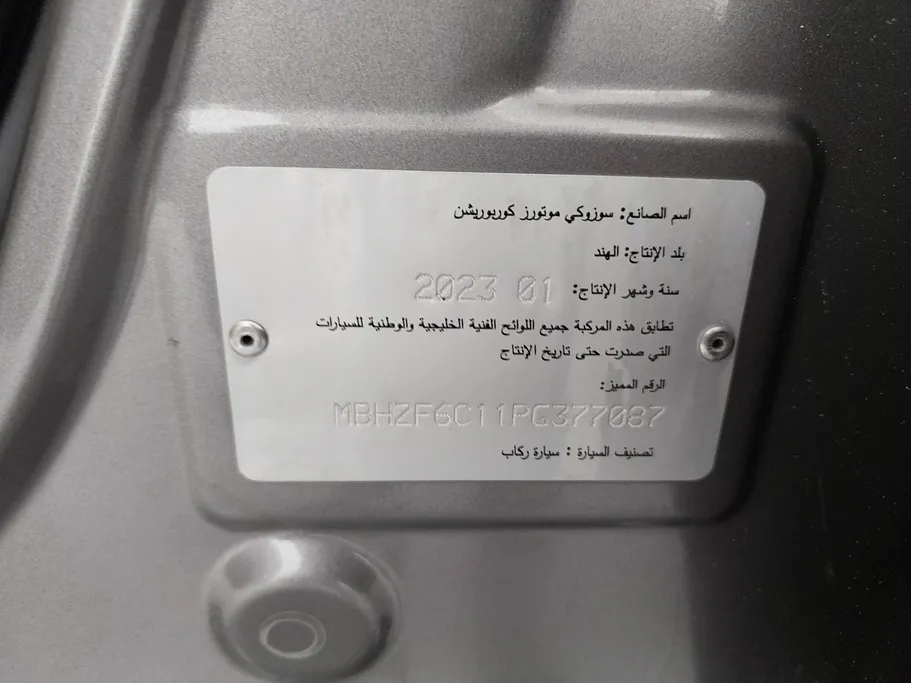 اسم الصانع: سوزوكي موتورز كوربوريشن
بلد الإنتاج: الهند
سنة وشهر الإنتاج: 2023 01
تطابق هذه المركبة جميع اللوائح الفنية الخليجية والوطنية للسيارات
التي صدرت حتى تاريخ الإنتاج
الرقم المميز:
MBHZF6C11PG377087
تصنيف السيارة : سيارة ركاب